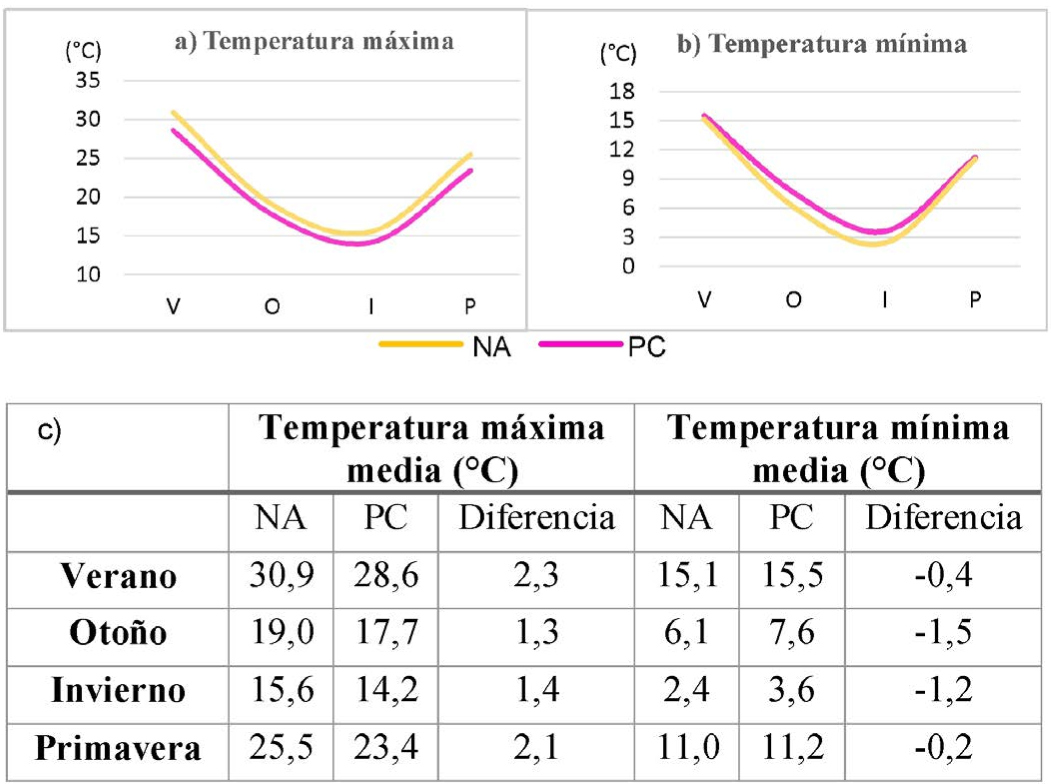 a) Temperatura máxima
(°C)
35
30
25
20
15
10
V O I P
b) Temperatura mínima
(°C)
18
15
12
9
6
3
0
V O I P
NA PC
c) Temperatura máxima media (°C) Temperatura mínima media (°C)
NA PC Diferencia NA PC Diferencia
Verano 30,9 28,6 2,3 15,1 15,5 -0,4
Otoño 19,0 17,7 1,3 6,1 7,6 -1,5
Invierno 15,6 14,2 1,4 2,4 3,6 -1,2
Primavera 25,5 23,4 2,1 11,0 11,2 -0,2